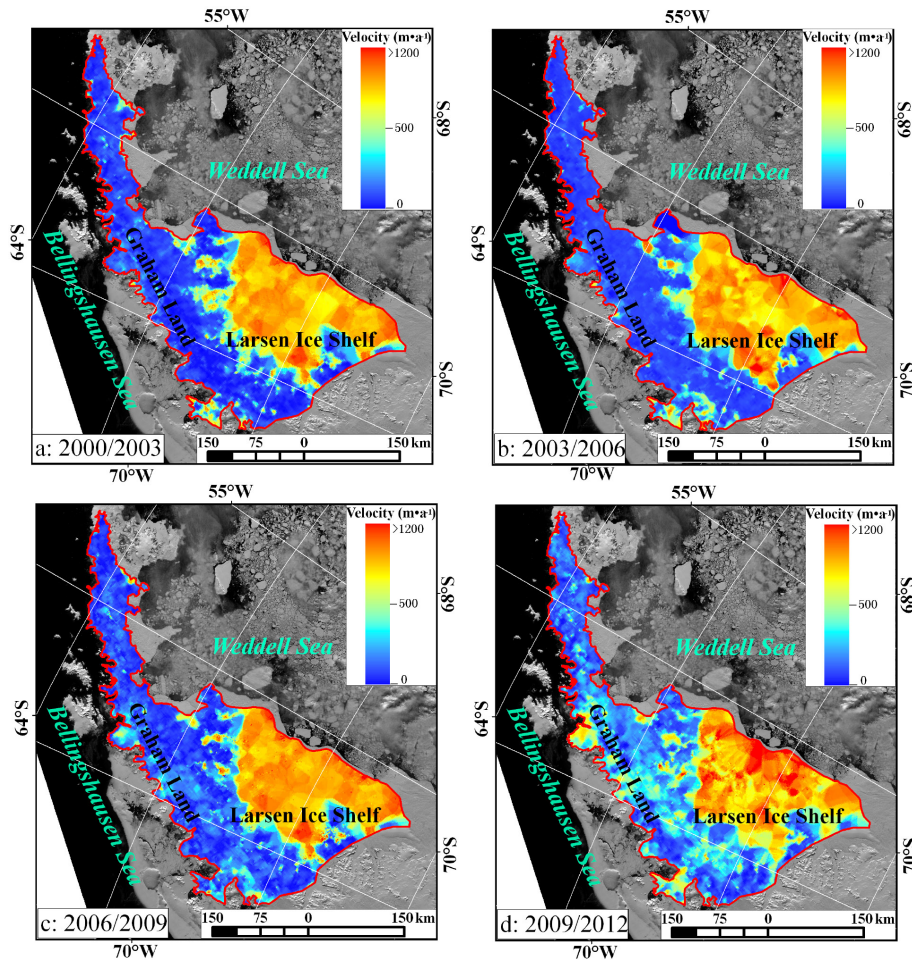 55°W
Velocity (m•a⁻¹)
>1200
500
0
68°S
Weddell Sea
64°S
Bellingshausen Sea
Graham Land
Larsen Ice Shelf
70°S
a: 2000/2003
150 75 0 150 km
70°W
55°W
Velocity (m•a⁻¹)
>1200
500
0
68°S
Weddell Sea
64°S
Bellingshausen Sea
Graham Land
Larsen Ice Shelf
70°S
b: 2003/2006
150 75 0 150 km
70°W
55°W
Velocity (m•a⁻¹)
>1200
500
0
68°S
Weddell Sea
64°S
Bellingshausen Sea
Graham Land
Larsen Ice Shelf
70°S
c: 2006/2009
150 75 0 150 km
70°W
55°W
Velocity (m•a⁻¹)
>1200
500
0
68°S
Weddell Sea
64°S
Bellingshausen Sea
Graham Land
Larsen Ice Shelf
70°S
d: 2009/2012
150 75 0 150 km
70°W